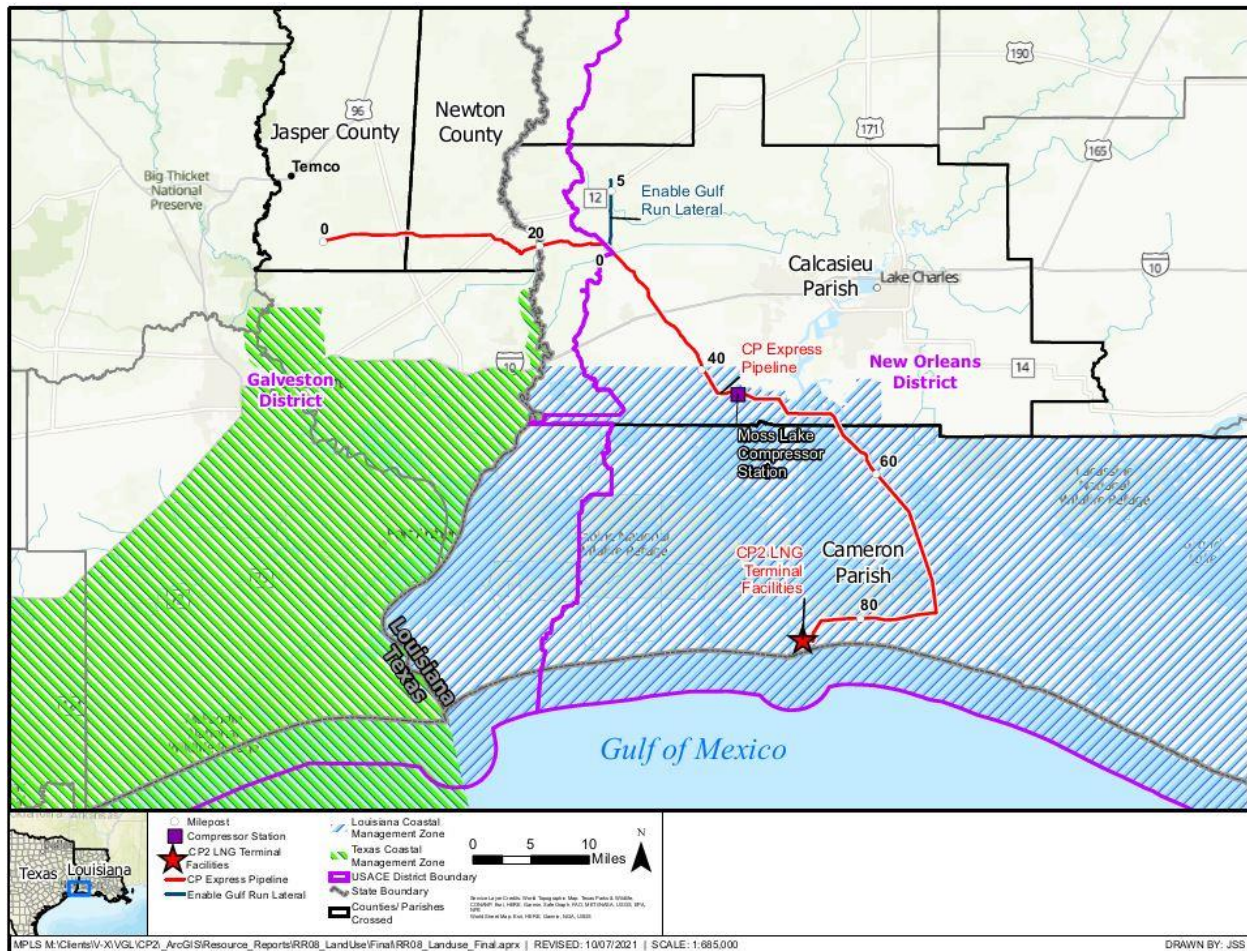 190
96
Newton
County
Jasper County
171
165
Temco
Big Thicket
National
Preserve
5
12
Enable Gulf
Run Lateral
0
20
0
Calcasieu
Parish
Lake Charles
10
CP Express
Pipeline
40
10
Galveston
District
New Orleans
District
14
Moss Lake
Compressor
Station
60
CP2 LNG
Terminal
Facilities
Cameron
Parish
80
Louisiana
Texas
Gulf of Mexico
Texas
Louisiana
Milepost
Compressor Station
CP2 LNG Terminal
Facilities
CP Express Pipeline
Enable Gulf Run Lateral
Louisiana Coastal
Management Zone
Texas Coastal
Management Zone
USACE District Boundary
State Boundary
Counties/ Parishes
Crossed
0 5 10
Miles
N
MPLS M:\Clients\V-X\VGL\CP2\_ArcGIS\Resource_Reports\RR08_LandUse\Final\RR08_Landuse_Final.aprx | REVISED: 10/07/2021 | SCALE: 1:685,000
DRAWN BY: JSS